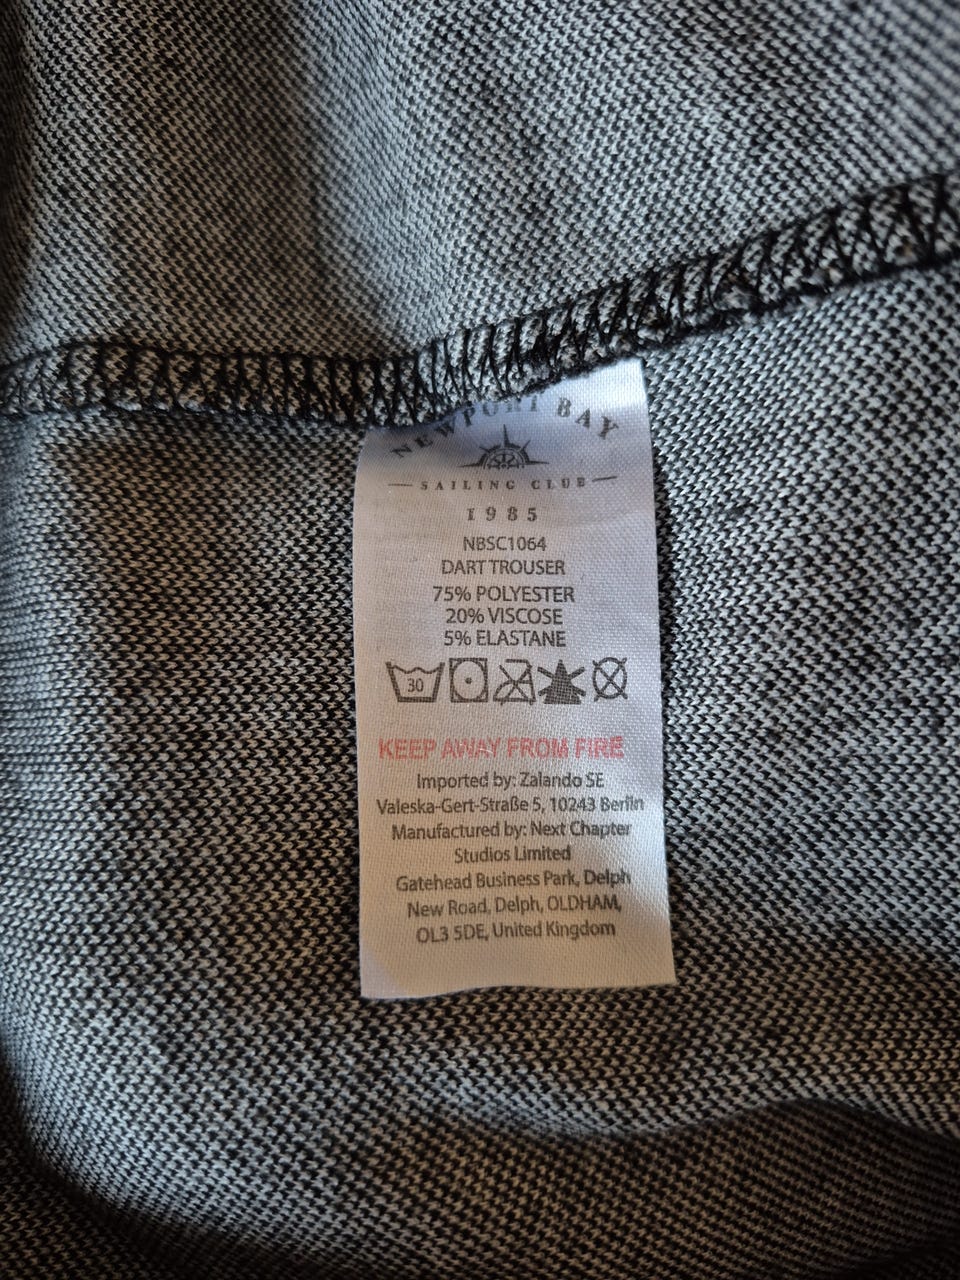 NEWPORT BAY
SAILING CLUB
1985
NBSC1064
DART TROUSER
75% POLYESTER
20% VISCOSE
5% ELASTANE
30
KEEP AWAY FROM FIRE
Imported by: Zalando SE
Valeska-Gert-Straße 5, 10243 Berlin
Manufactured by: Next Chapter
Studios Limited
Gatehead Business Park, Delph
New Road, Delph, OLDHAM,
OL3 5DE, United Kingdom